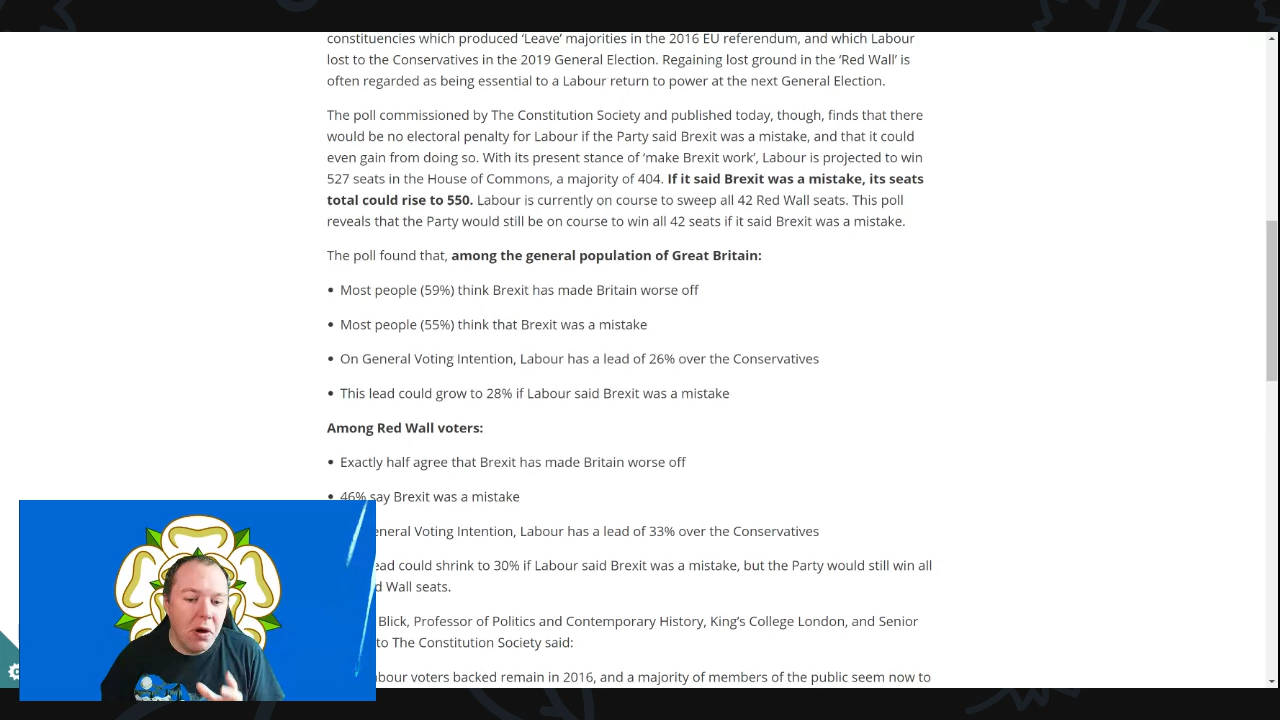 constituencies which produced ‘Leave’ majorities in the 2016 EU referendum, and which Labour
lost to the Conservatives in the 2019 General Election. Regaining lost ground in the ‘Red Wall’ is
often regarded as being essential to a Labour return to power at the next General Election.
The poll commissioned by The Constitution Society and published today, though, finds that there
would be no electoral penalty for Labour if the Party said Brexit was a mistake, and that it could
even gain from doing so. With its present stance of ‘make Brexit work’, Labour is projected to win
527 seats in the House of Commons, a majority of 404. If it said Brexit was a mistake, its seats
total could rise to 550. Labour is currently on course to sweep all 42 Red Wall seats. This poll
reveals that the Party would still be on course to win all 42 seats if it said Brexit was a mistake.
The poll found that, among the general population of Great Britain:
• Most people (59%) think Brexit has made Britain worse off
• Most people (55%) think that Brexit was a mistake
• On General Voting Intention, Labour has a lead of 26% over the Conservatives
• This lead could grow to 28% if Labour said Brexit was a mistake
Among Red Wall voters:
• Exactly half agree that Brexit has made Britain worse off
• 46% say Brexit was a mistake
eneral Voting Intention, Labour has a lead of 33% over the Conservatives
ead could shrink to 30% if Labour said Brexit was a mistake, but the Party would still win all
d Wall seats.
Blick, Professor of Politics and Contemporary History, King’s College London, and Senior
to The Constitution Society said:
abour voters backed remain in 2016, and a majority of members of the public seem now to